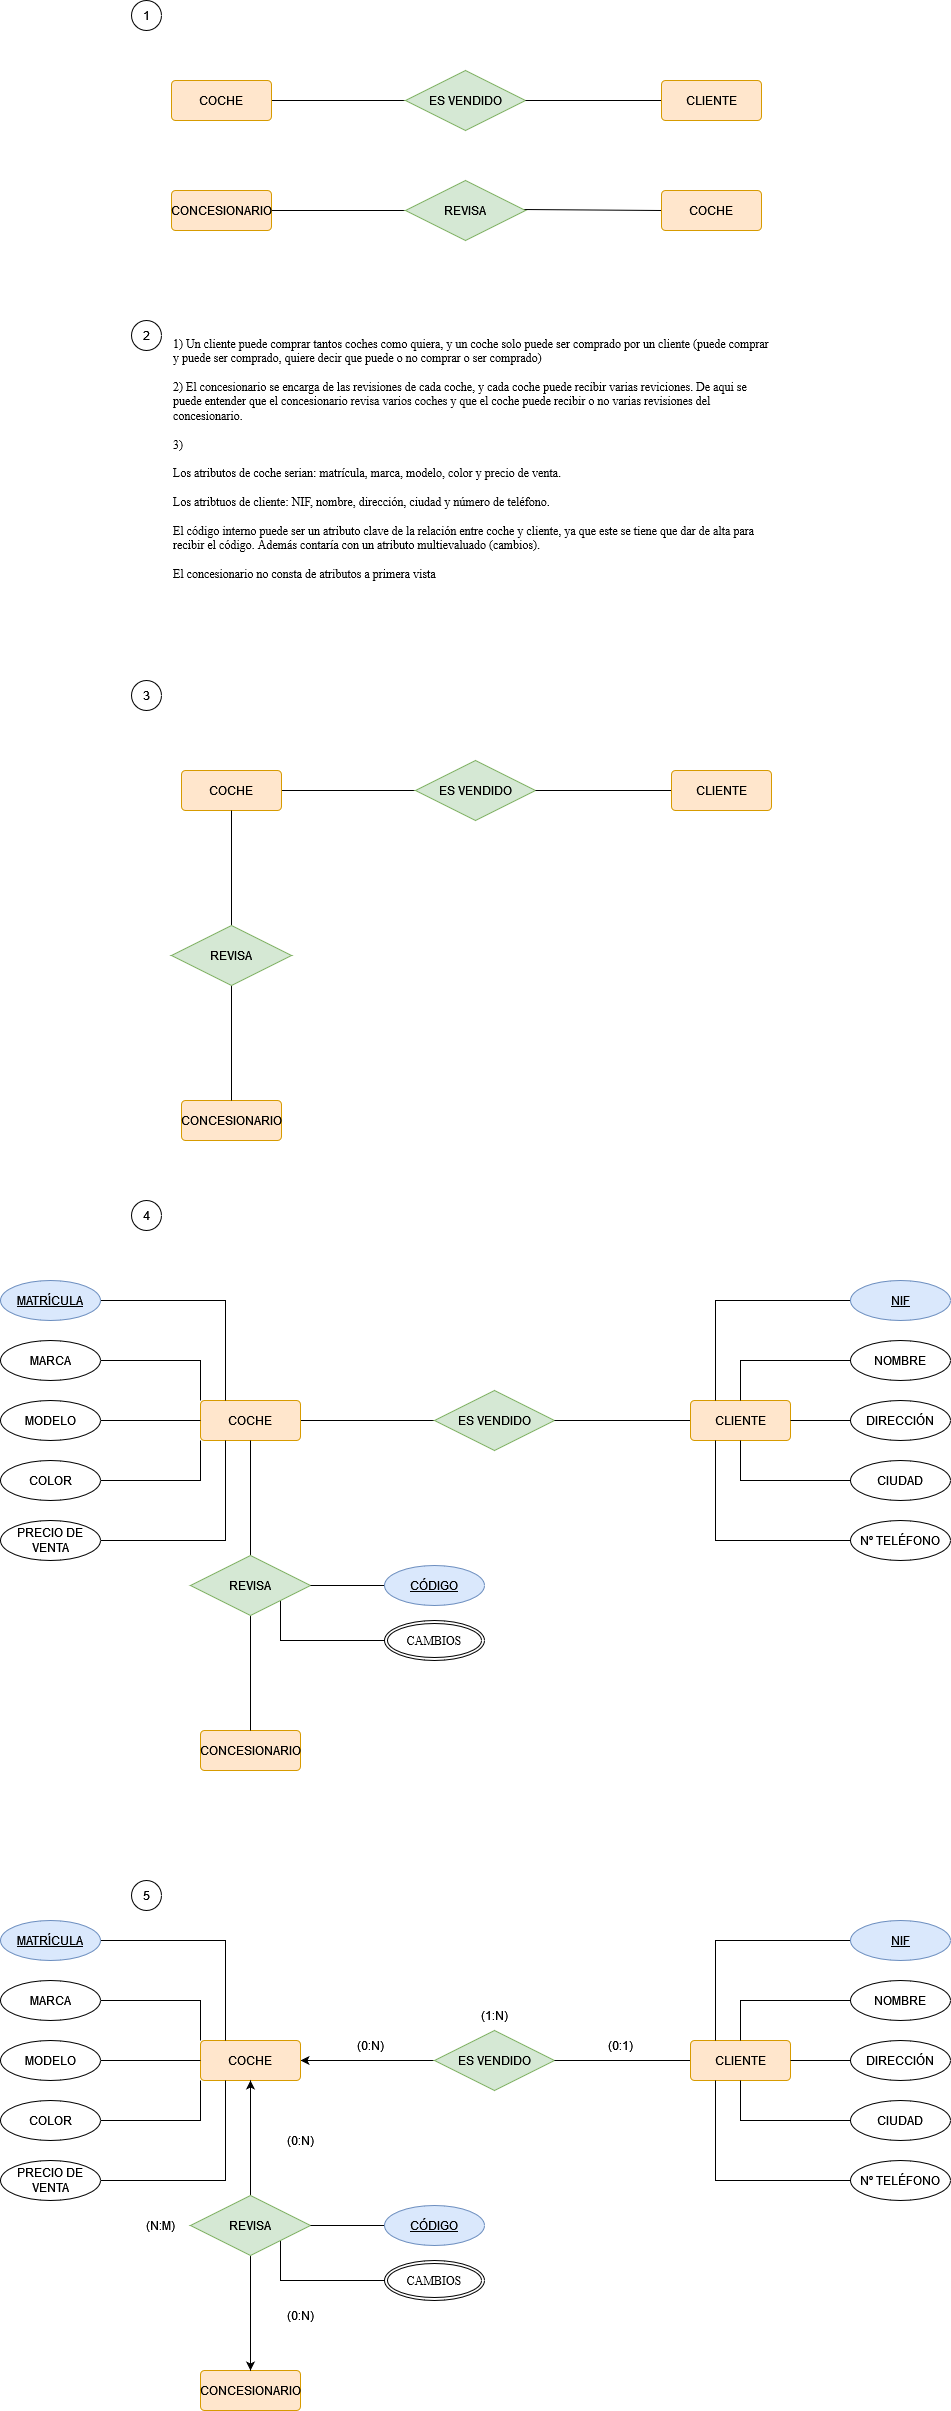 1
COCHE
ES VENDIDO
CLIENTE
CONCESIONARIO
REVISA
COCHE
2
1) Un cliente puede comprar tantos coches como quiera, y un coche solo puede ser comprado por un cliente (puede comprar
y puede ser comprado, quiere decir que puede o no comprar o ser comprado)
2) El concesionario se encarga de las revisiones de cada coche, y cada coche puede recibir varias reviciones. De aqui se
puede entender que el concesionario revisa varios coches y que el coche puede recibir o no varias revisiones del
concesionario.
3)
Los atributos de coche serian: matrícula, marca, modelo, color y precio de venta.
Los atribtuos de cliente: NIF, nombre, dirección, ciudad y número de teléfono.
El código interno puede ser un atributo clave de la relación entre coche y cliente, ya que este se tiene que dar de alta para
recibir el código. Además contaría con un atributo multievaluado (cambios).
El concesionario no consta de atributos a primera vista
3
COCHE
ES VENDIDO
CLIENTE
REVISA
CONCESIONARIO
4
MATRÍCULA
NIF
MARCA
NOMBRE
MODELO
COCHE
ES VENDIDO
CLIENTE
DIRECCIÓN
COLOR
CIUDAD
PRECIO DE
VENTA
Nº TELÉFONO
REVISA
CÓDIGO
CAMBIOS
CONCESIONARIO
5
MATRÍCULA
NIF
MARCA
NOMBRE
(1:N)
(0:N)
(0:1)
MODELO
COCHE
ES VENDIDO
CLIENTE
DIRECCIÓN
COLOR
CIUDAD
(0:N)
PRECIO DE
VENTA
Nº TELÉFONO
(N:M)
REVISA
CÓDIGO
CAMBIOS
(0:N)
CONCESIONARIO